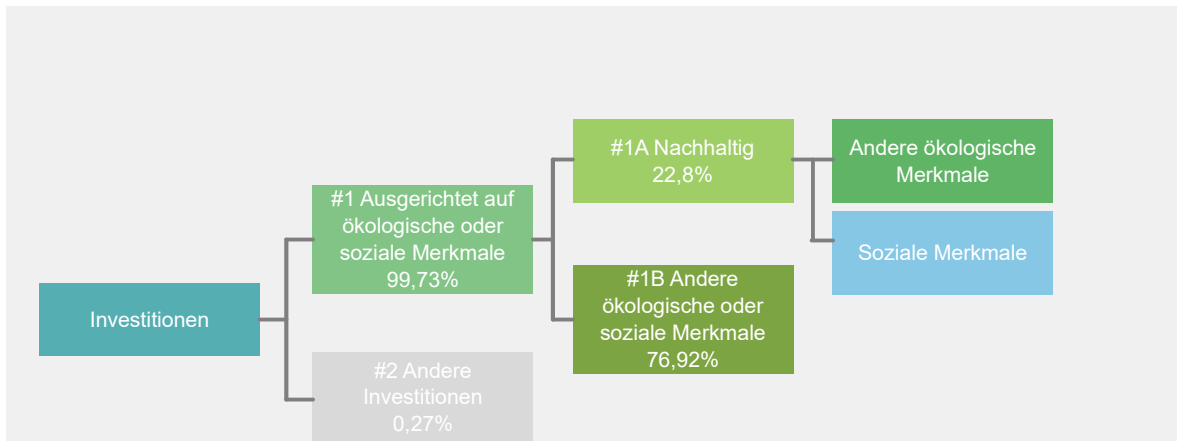 Investitionen
#1 Ausgerichtet auf
ökologische oder
soziale Merkmale
99,73%
#2 Andere
Investitionen
0,27%
#1A Nachhaltig
22,8%
#1B Andere
ökologische oder
soziale Merkmale
76,92%
Andere ökologische
Merkmale
Soziale Merkmale